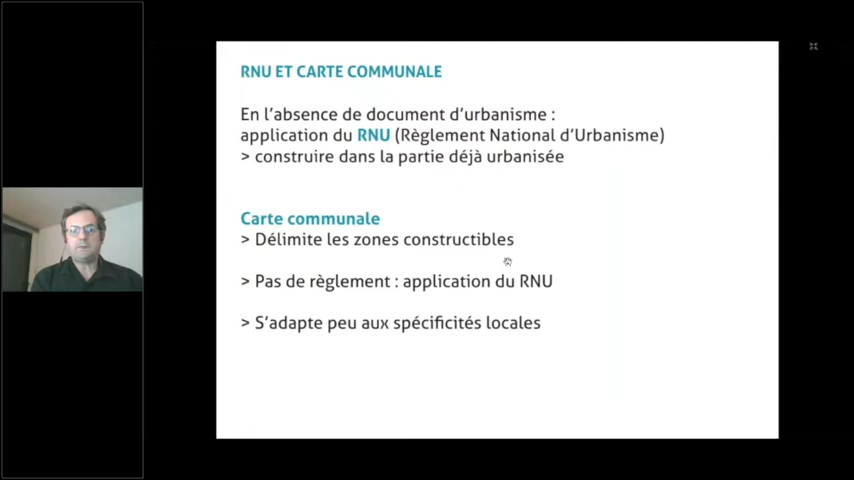 RNU ET CARTE COMMUNALE
En l’absence de document d’urbanisme :
application du RNU (Règlement National d’Urbanisme)
> construire dans la partie déjà urbanisée
Carte communale
> Délimite les zones constructibles
> Pas de règlement : application du RNU
> S’adapte peu aux spécificités locales